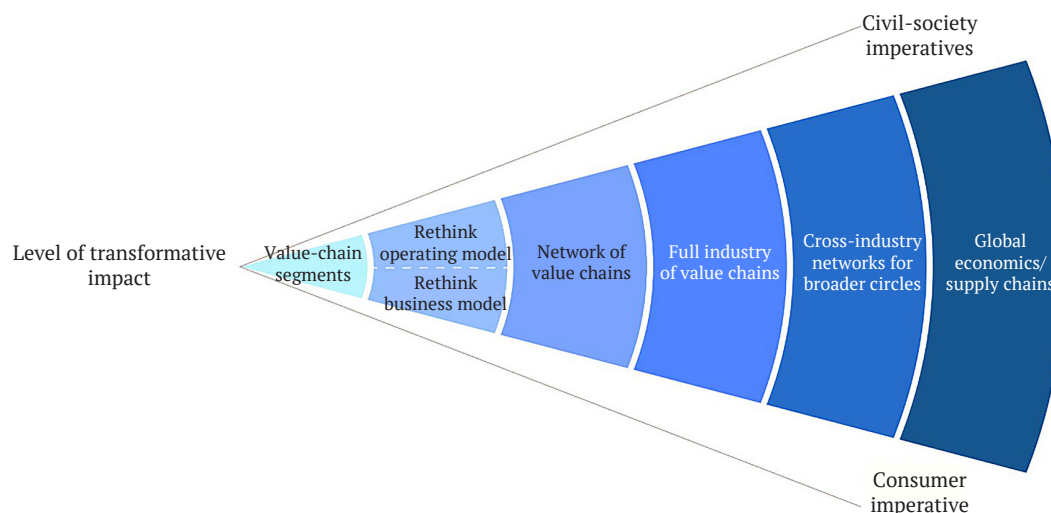 Civil-society
imperatives
Level of transformative
impact
Value-chain
segments
Rethink
operating model
Rethink
business model
Network of
value chains
Full industry
of value chains
Cross-industry
networks for
broader circles
Global
economics/
supply chains
Consumer
imperative